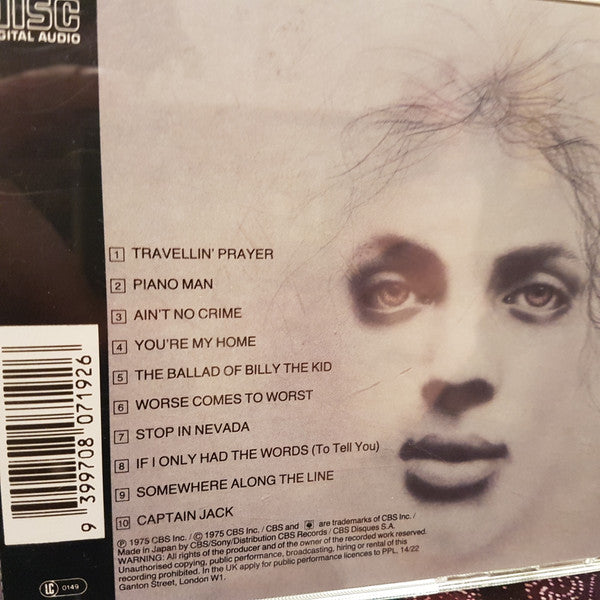 DISC
DIGITAL AUDIO
1 TRAVELLIN' PRAYER
2 PIANO MAN
3 AIN'T NO CRIME
4 YOU'RE MY HOME
5 THE BALLAD OF BILLY THE KID
6 WORSE COMES TO WORST
7 STOP IN NEVADA
8 IF I ONLY HAD THE WORDS (To Tell You)
9 SOMEWHERE ALONG THE LINE
10 CAPTAIN JACK
℗ 1975 CBS Inc. / © 1975 CBS Inc. / CBS and are trademarks of CBS Inc. /
Made in Japan by CBS/Sony/Distribution CBS Records / CBS Disques S.A.
WARNING: All rights of the producer and of the owner of the recorded work reserved.
Unauthorised copying, public performance, broadcasting, hiring or rental of this
recording prohibited. In the UK apply for public performance licences to PPL. 14/22
Ganton Street, London W1.
9 399708 071926
LC 0149